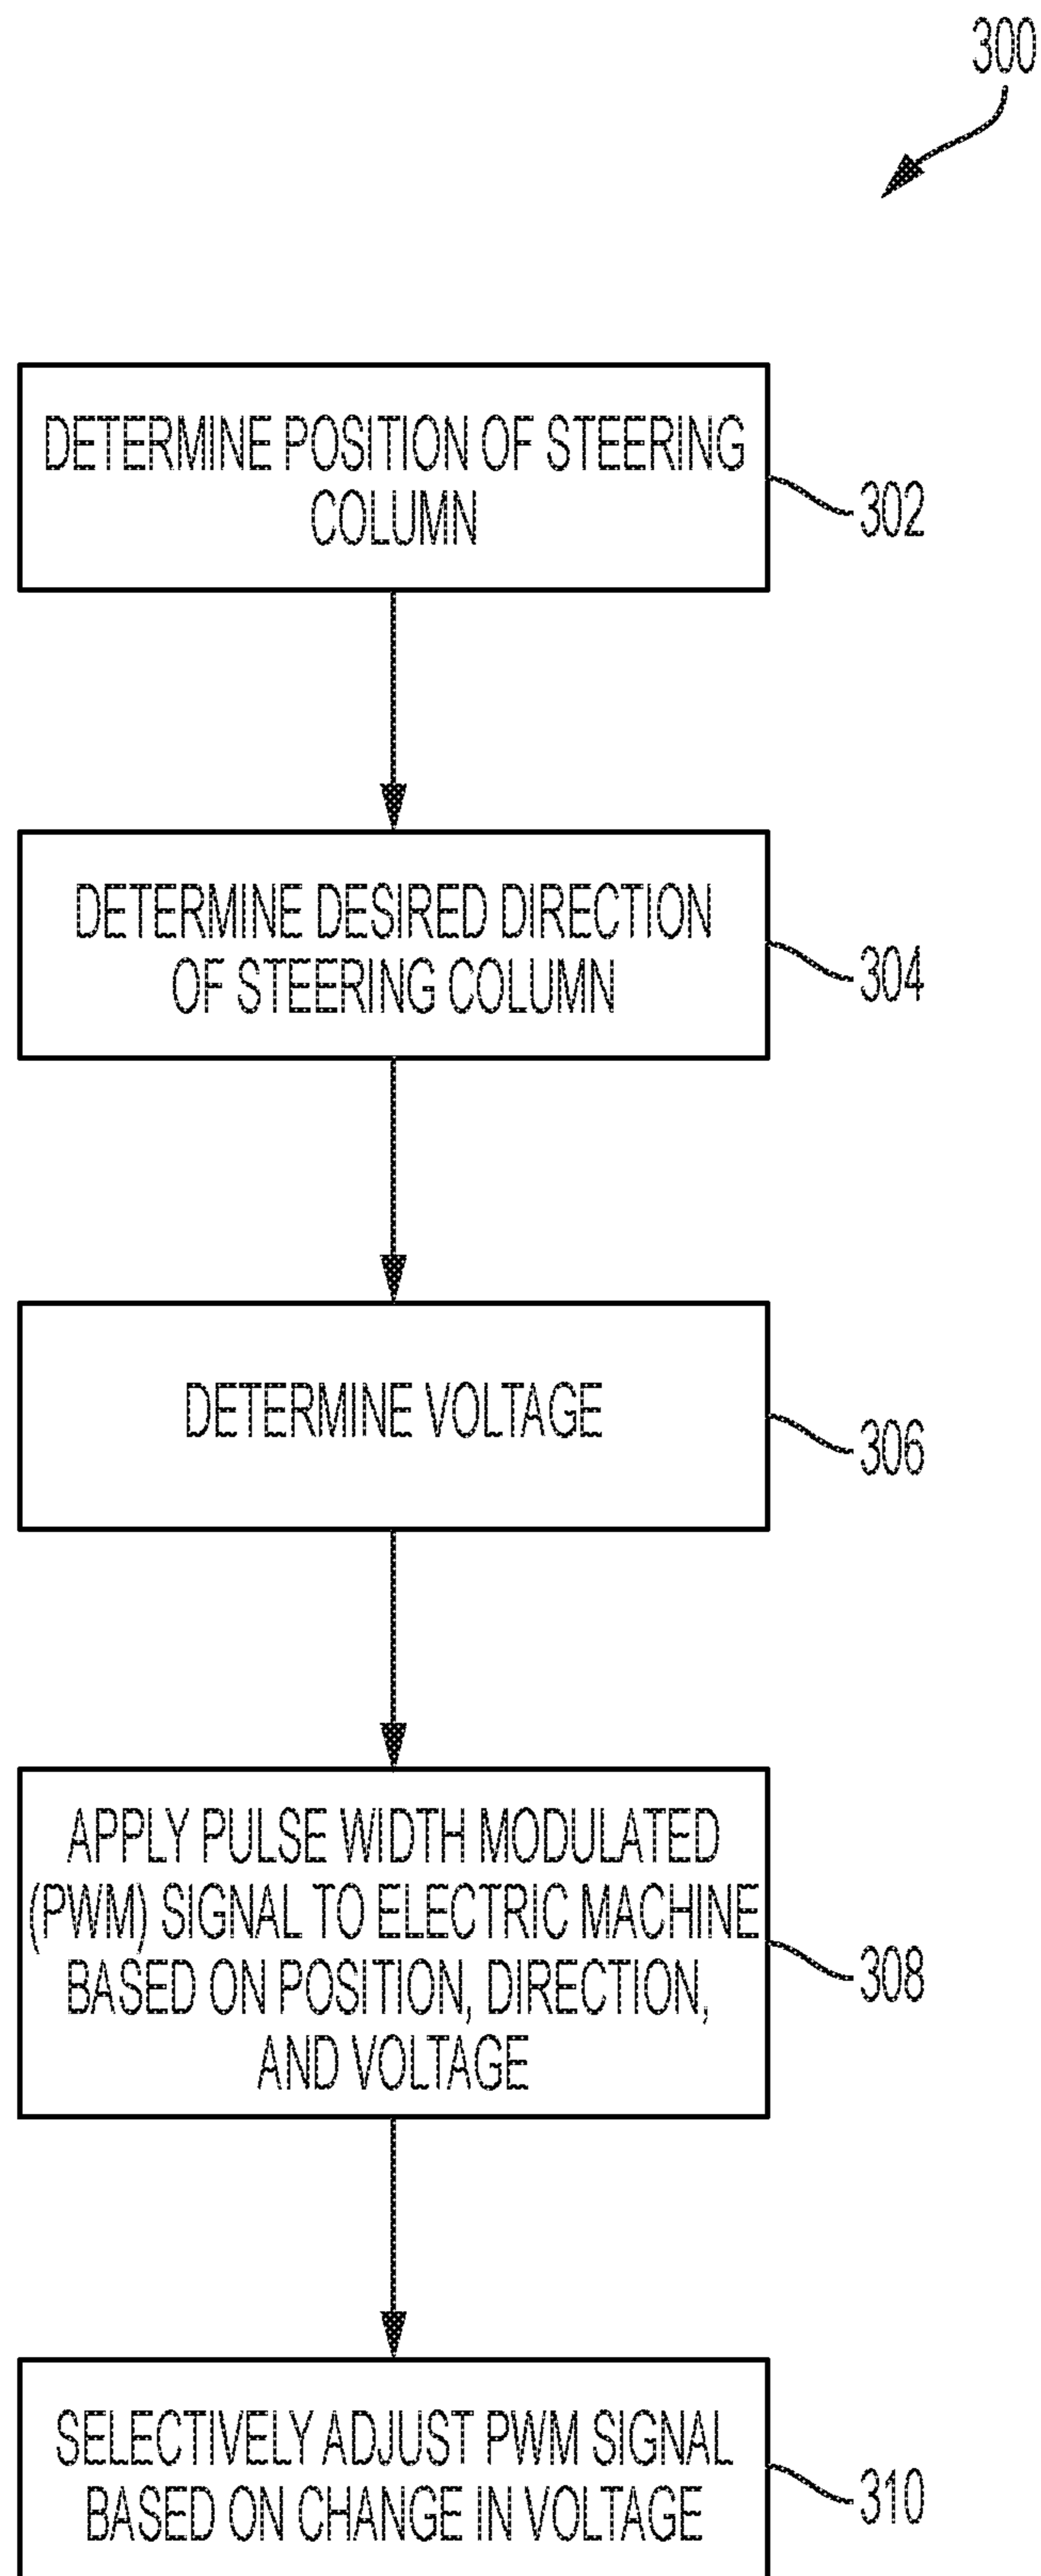 300
DETERMINE POSITION OF STEERING
COLUMN
302
DETERMINE DESIRED DIRECTION
OF STEERING COLUMN
304
DETERMINE VOLTAGE
306
APPLY PULSE WIDTH MODULATED
(PWM) SIGNAL TO ELECTRIC MACHINE
BASED ON POSITION, DIRECTION,
AND VOLTAGE
308
SELECTIVELY ADJUST PWM SIGNAL
BASED ON CHANGE IN VOLTAGE
310